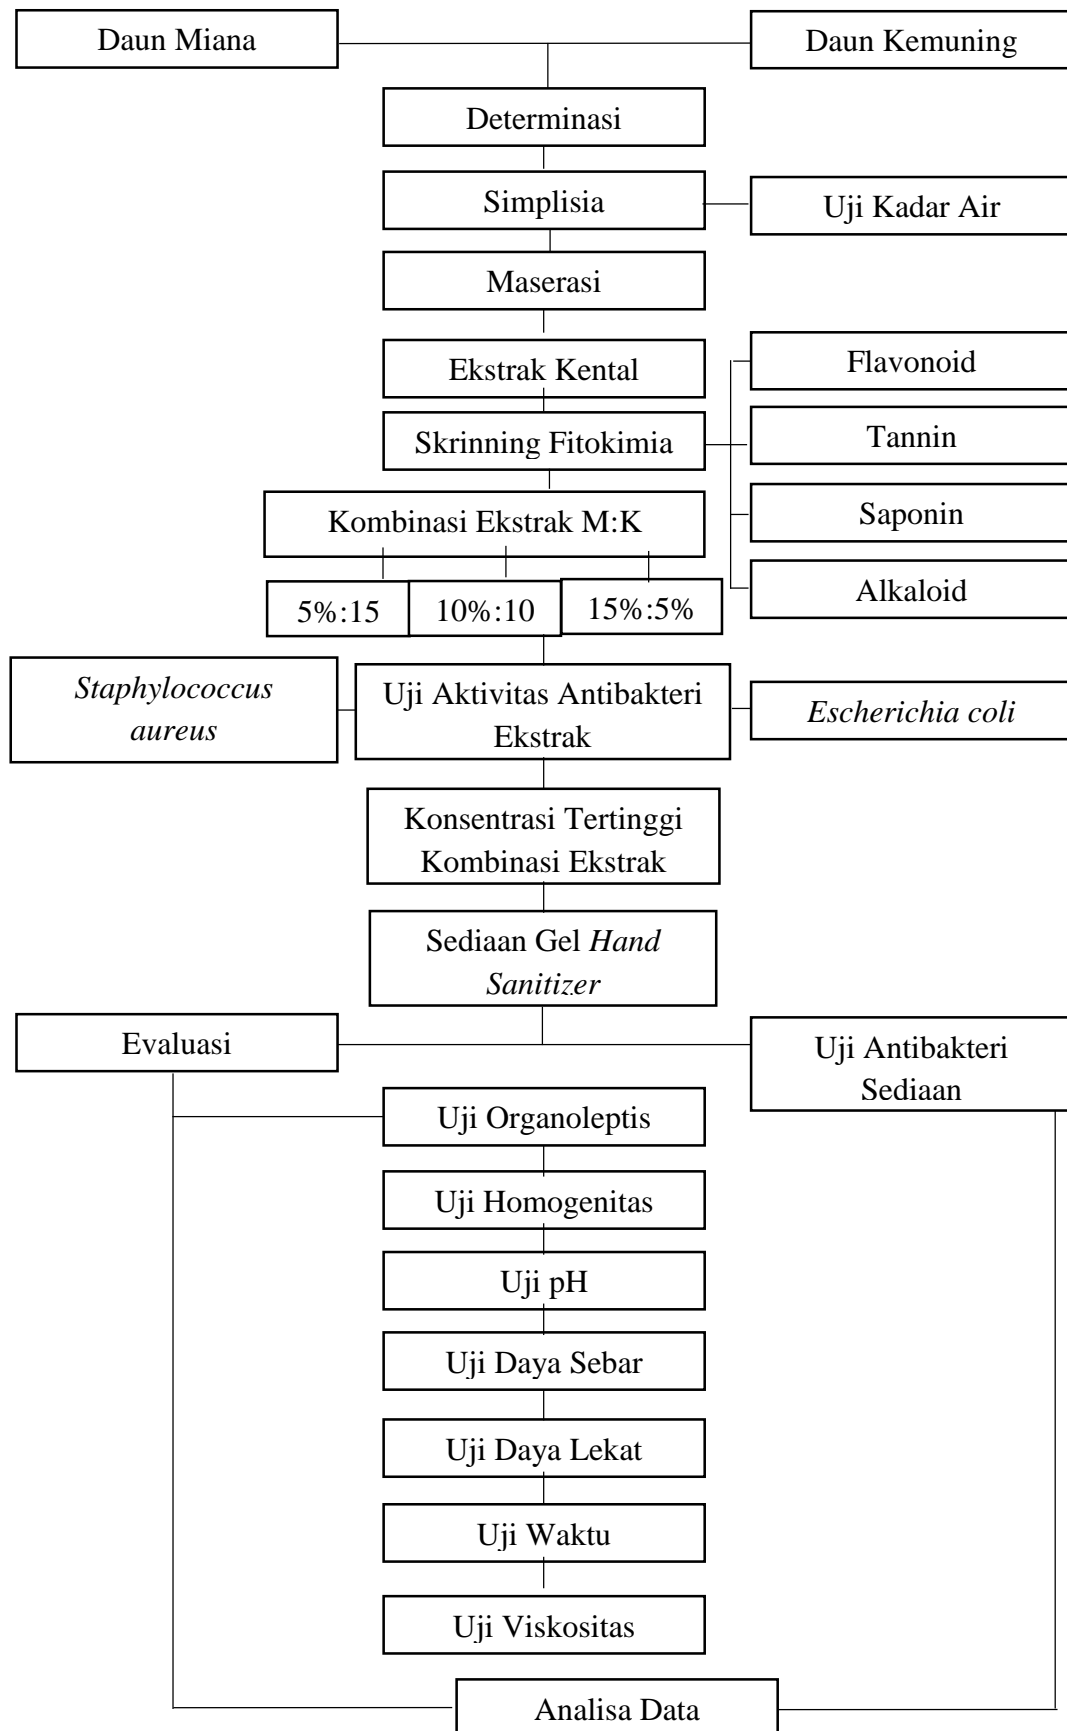 Daun Miana
Daun Kemuning
Determinasi
Simplisia
Uji Kadar Air
Maserasi
Ekstrak Kental
Flavonoid
Skrinning Fitokimia
Tannin
Saponin
Alkaloid
Kombinasi Ekstrak M:K
5%:15
10%:10
15%:5%
Staphylococcus
aureus
Uji Aktivitas Antibakteri
Ekstrak
Escherichia coli
Konsentrasi Tertinggi
Kombinasi Ekstrak
Sediaan Gel Hand
Sanitizer
Evaluasi
Uji Antibakteri
Sediaan
Uji Organoleptis
Uji Homogenitas
Uji pH
Uji Daya Sebar
Uji Daya Lekat
Uji Waktu
Uji Viskositas
Analisa Data